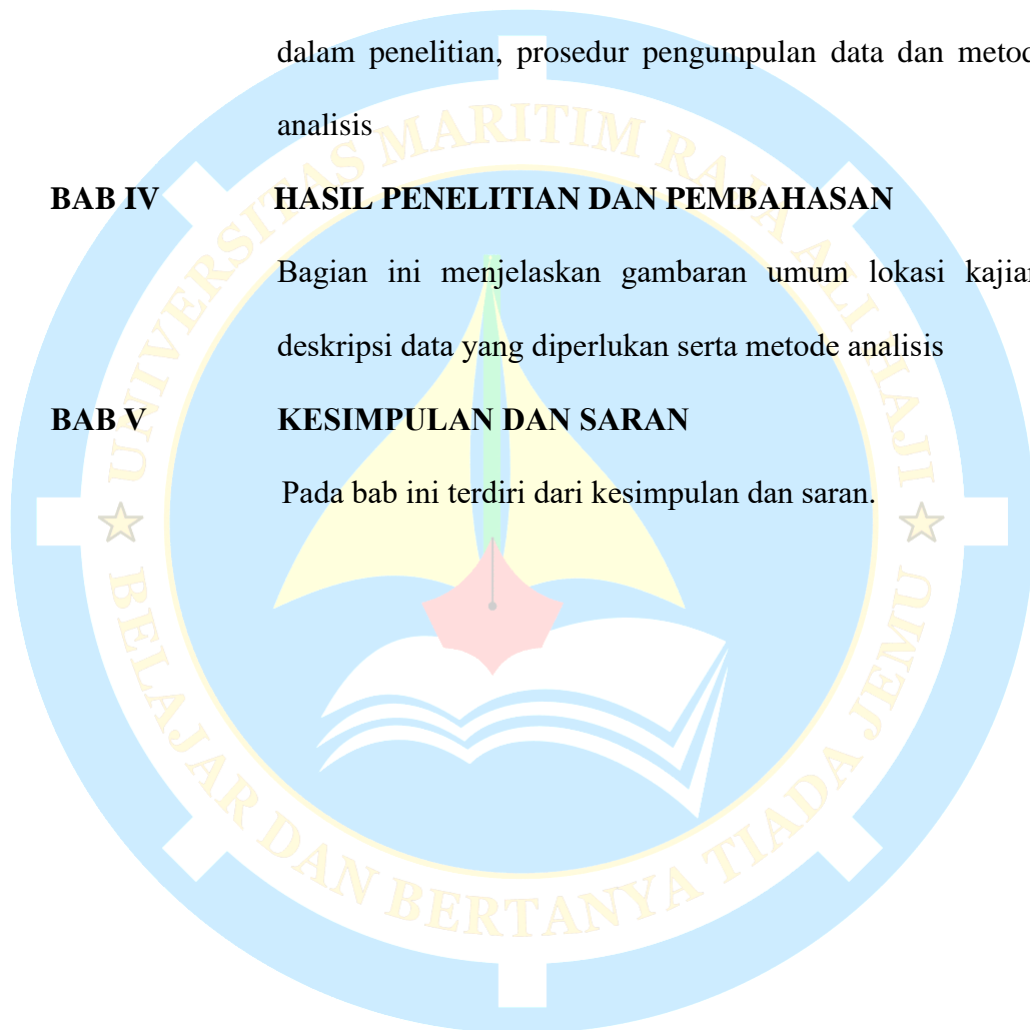 dalam penelitian, prosedur pengumpulan data dan metod
analisis
BAB IV HASIL PENELITIAN DAN PEMBAHASAN
Bagian ini menjelaskan gambaran umum lokasi kajian
deskripsi data yang diperlukan serta metode analisis
BAB V KESIMPULAN DAN SARAN
Pada bab ini terdiri dari kesimpulan dan saran.
UNIVERSITAS MARITIM RAJA ALI HAJI
BELAJAR DAN BERTANYA TIADA JEMU